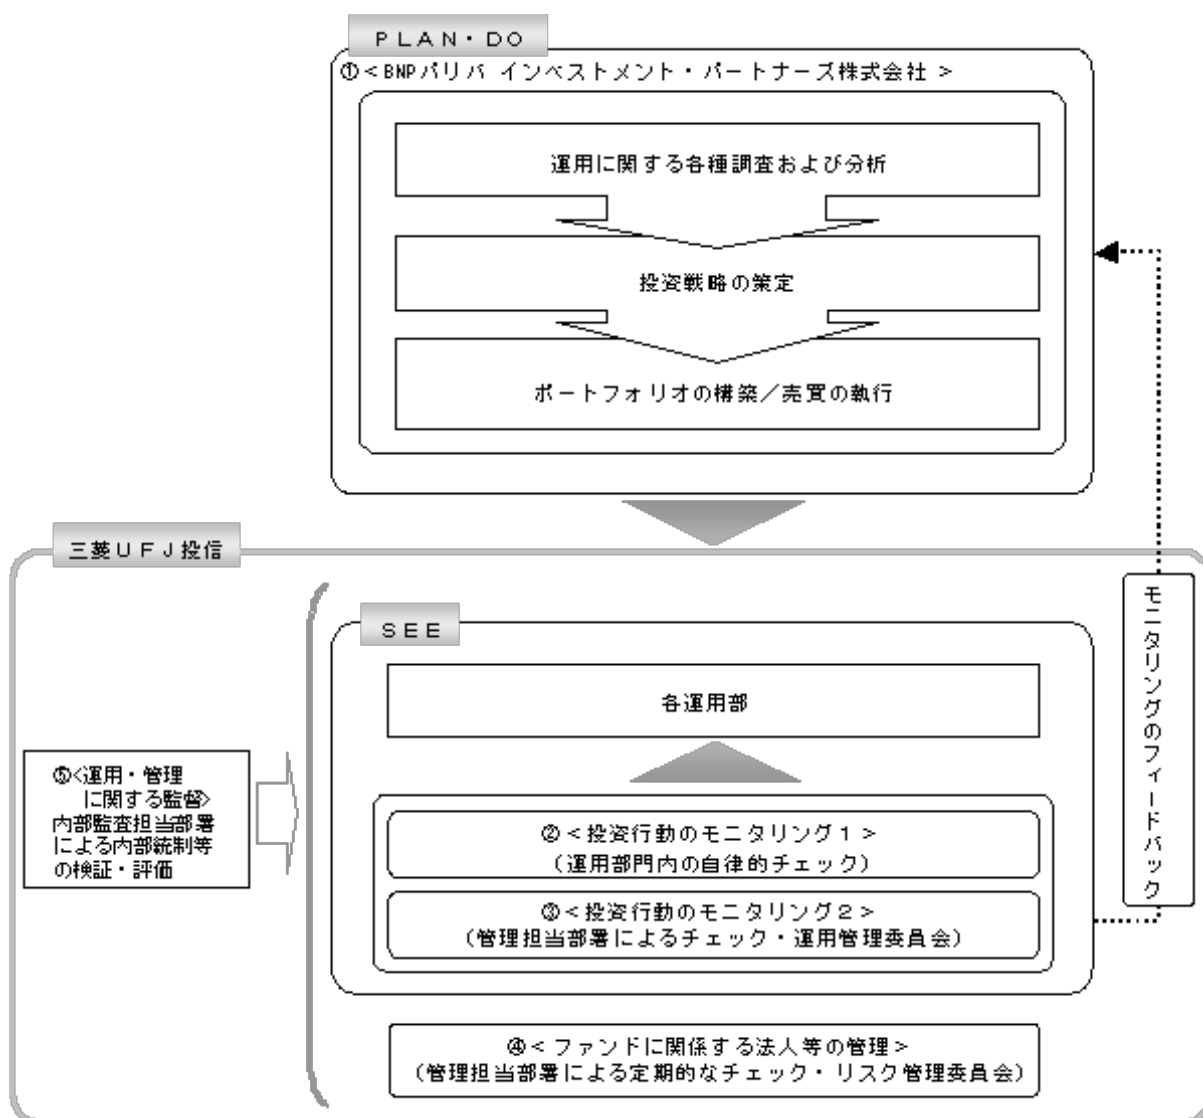 ＰＬＡＮ・ＤＯ
①＜BNPパリバ インベストメント・パートナーズ株式会社＞
運用に関する各種調査および分析
投資戦略の策定
ポートフォリオの構築／売買の執行
三菱ＵＦＪ投信
ＳＥＥ
各運用部
⑤<運用・管理
に関する監督>
内部監査担当部署
による内部統制等
の検証・評価
②＜投資行動のモニタリング１＞
（運用部門内の自律的チェック）
③＜投資行動のモニタリング２＞
（管理担当部署によるチェック・運用管理委員会）
④＜ファンドに関係する法人等の管理＞
（管理担当部署による定期的なチェック・リスク管理委員会）
モニタリングのフィードバック